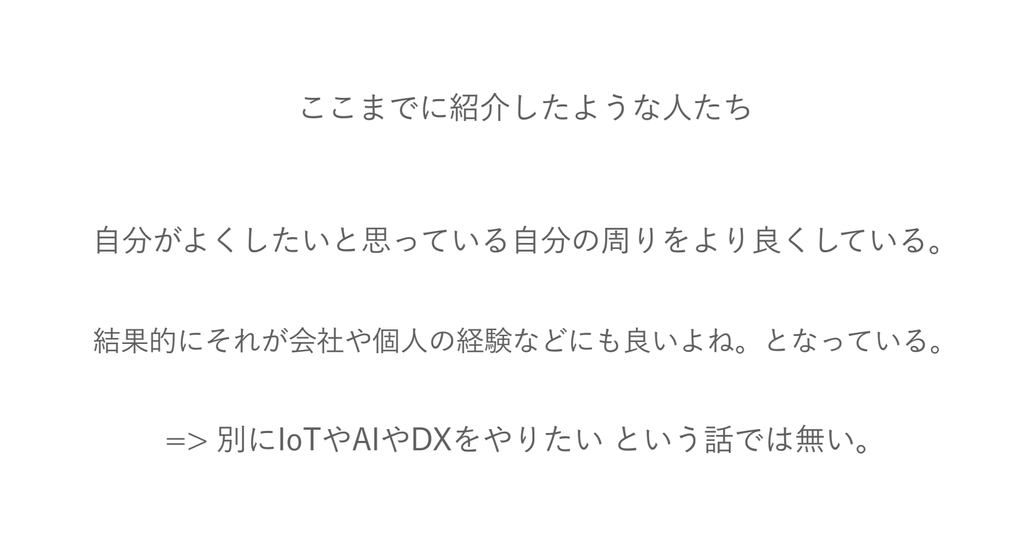 ここまでに紹介したような人たち
自分がよくしたいと思っている自分の周りをより良くしている。
結果的にそれが会社や個人の経験などにも良いよね。となっている。
=> 別にIoTやAIやDXをやりたい という話では無い。